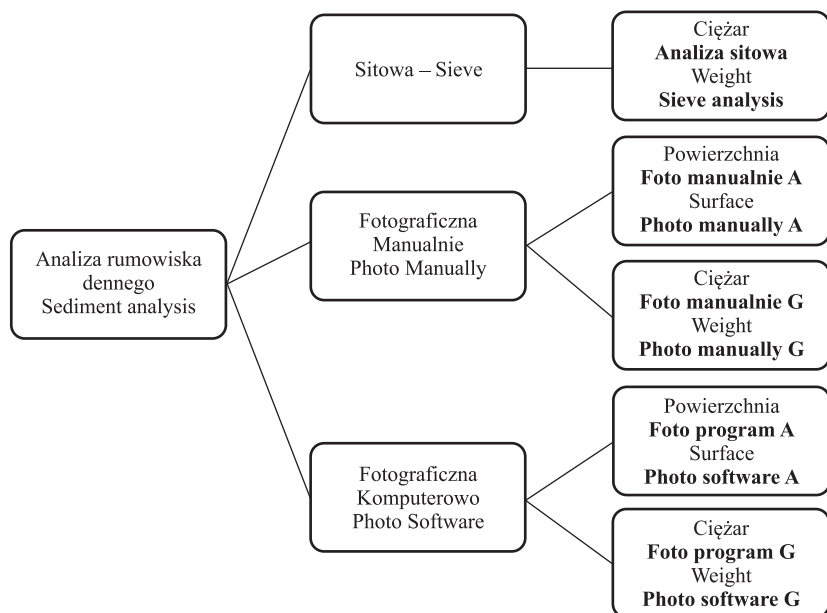 Analiza rumowiska
dennego
Sediment analysis
Sitowa – Sieve
Ciężar
Analiza sitowa
Weight
Sieve analysis
Fotograficzna
Manualnie
Photo Manually
Powierzchnia
Foto manualnie A
Surface
Photo manually A
Ciężar
Foto manualnie G
Weight
Photo manually G
Fotograficzna
Komputerowo
Photo Software
Powierzchnia
Foto program A
Surface
Photo software A
Ciężar
Foto program G
Weight
Photo software G